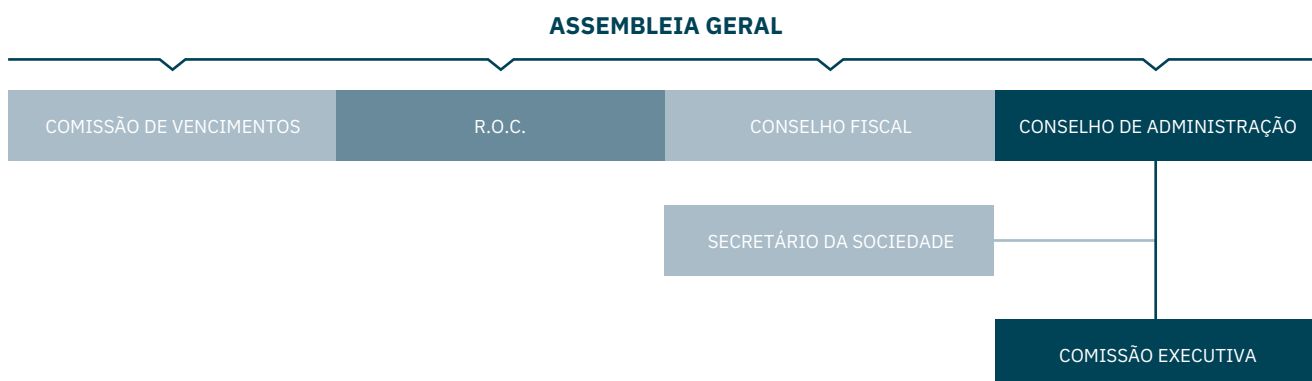 ASSEMBLEIA GERAL
COMISSÃO DE VENCIMENTOS
R.O.C.
CONSELHO FISCAL
CONSELHO DE ADMINISTRAÇÃO
SECRETÁRIO DA SOCIEDADE
COMISSÃO EXECUTIVA